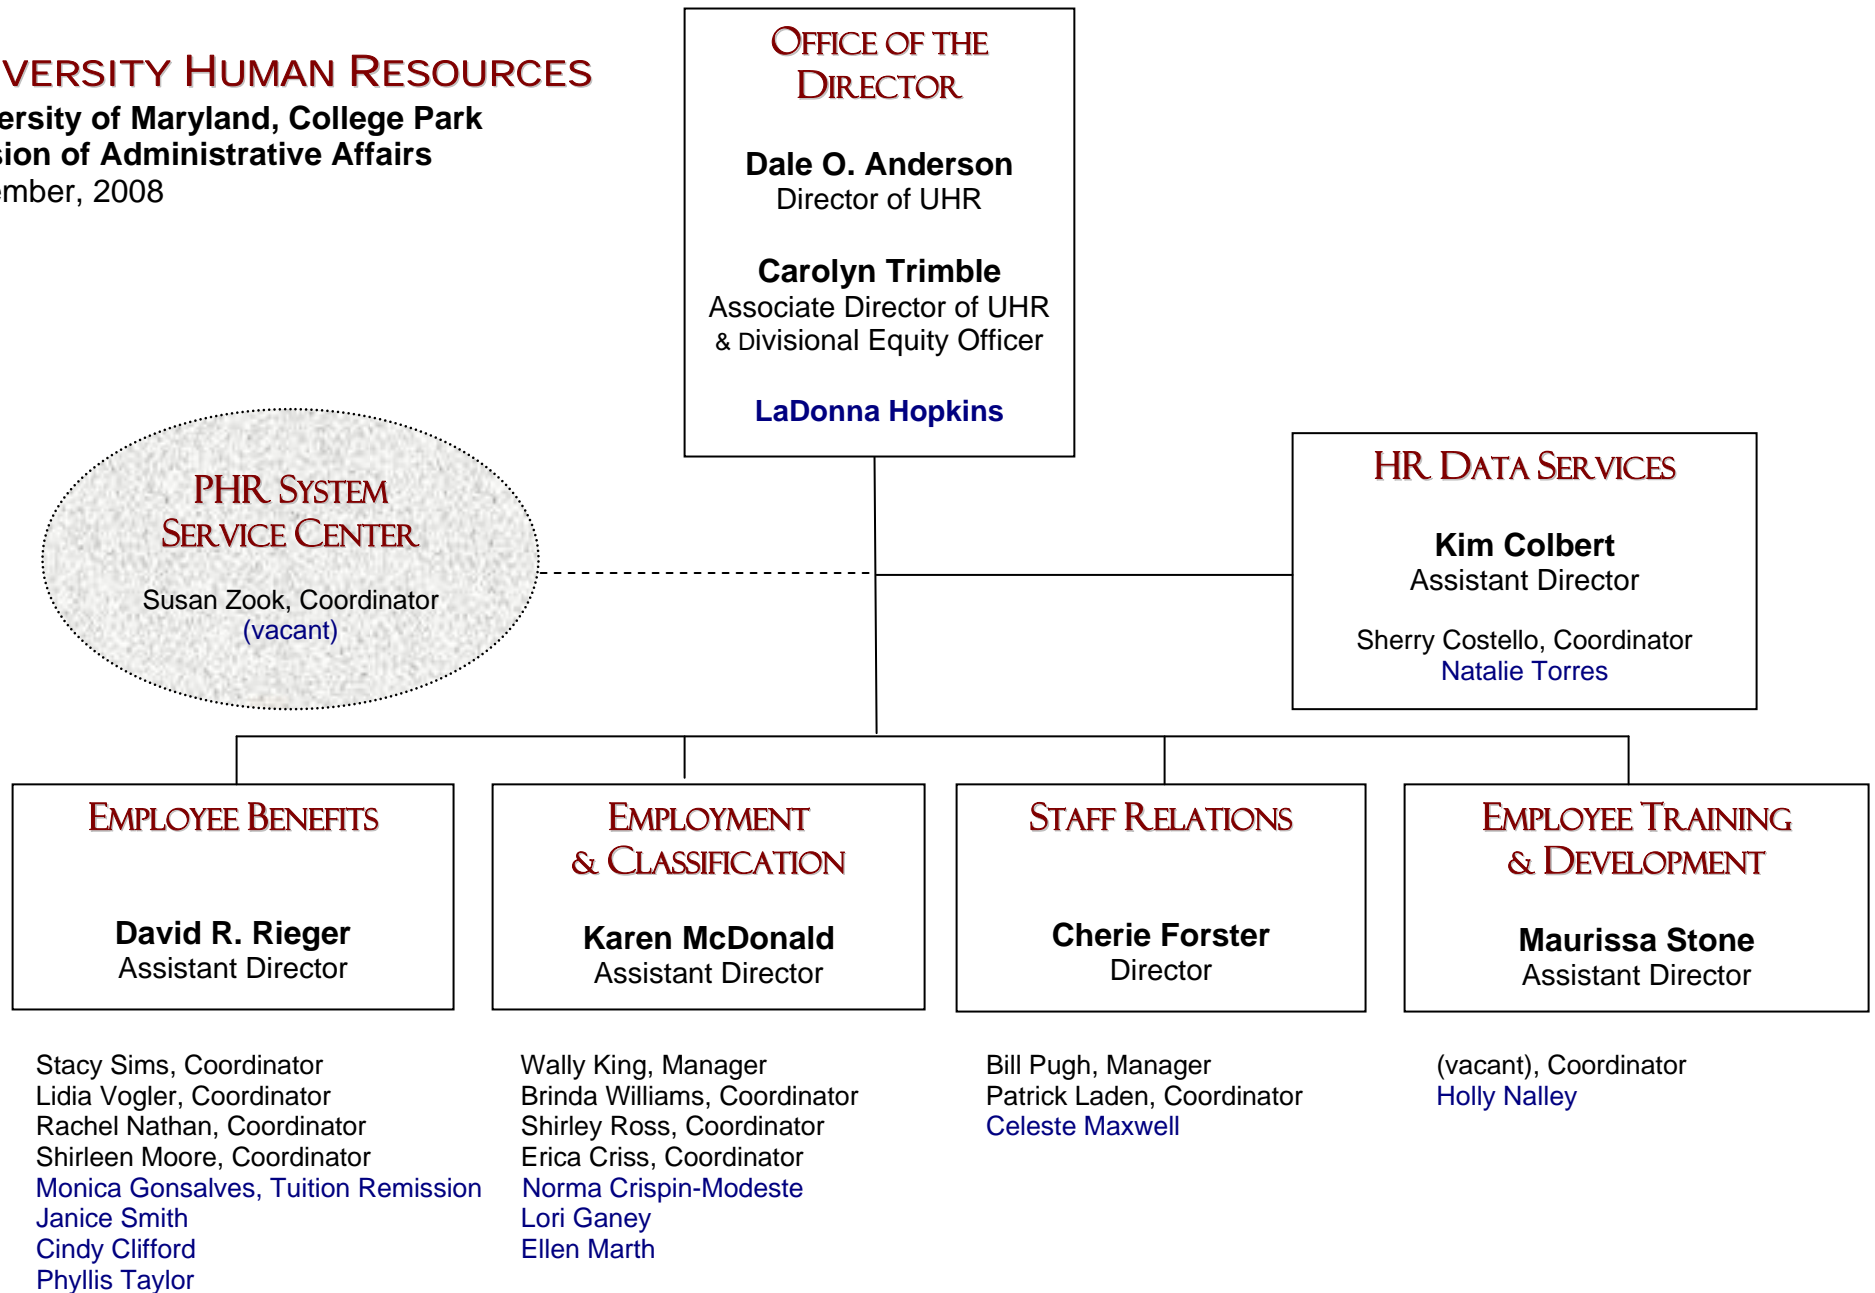 VERSITY HUMAN RESOURCES
ersity of Maryland, College Park
sion of Administrative Affairs
ember, 2008
OFFICE OF THE
DIRECTOR
Dale O. Anderson
Director of UHR
Carolyn Trimble
Associate Director of UHR
& Divisional Equity Officer
LaDonna Hopkins
PHR SYSTEM
SERVICE CENTER
Susan Zook, Coordinator
(vacant)
HR DATA SERVICES
Kim Colbert
Assistant Director
Sherry Costello, Coordinator
Natalie Torres
EMPLOYEE BENEFITS
David R. Rieger
Assistant Director
Stacy Sims, Coordinator
Lidia Vogler, Coordinator
Rachel Nathan, Coordinator
Shirleen Moore, Coordinator
Monica Gonsalves, Tuition Remission
Janice Smith
Cindy Clifford
Phyllis Taylor
EMPLOYMENT
& CLASSIFICATION
Karen McDonald
Assistant Director
Wally King, Manager
Brinda Williams, Coordinator
Shirley Ross, Coordinator
Erica Criss, Coordinator
Norma Crispin-Modeste
Lori Ganey
Ellen Marth
STAFF RELATIONS
Cherie Forster
Director
Bill Pugh, Manager
Patrick Laden, Coordinator
Celeste Maxwell
EMPLOYEE TRAINING
& DEVELOPMENT
Maurissa Stone
Assistant Director
(vacant), Coordinator
Holly Nalley